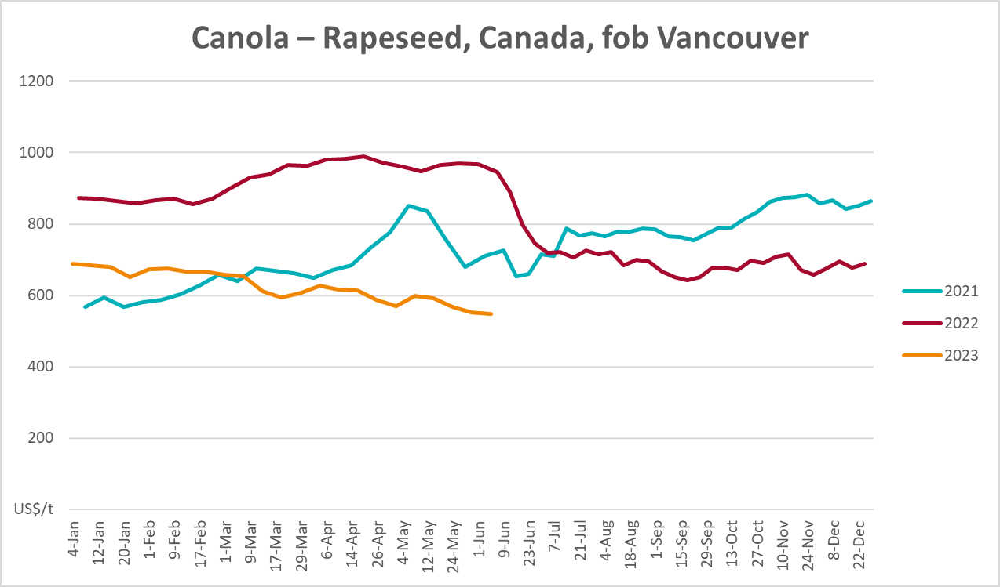 Canola – Rapeseed, Canada, fob Vancouver
1200
1000
800
600
400
200
US$/t
4-Jan
12-Jan
20-Jan
1-Feb
9-Feb
17-Feb
1-Mar
9-Mar
17-Mar
29-Mar
6-Apr
14-Apr
26-Apr
4-May
12-May
24-May
1-Jun
9-Jun
23-Jun
7-Jul
21-Jul
4-Aug
18-Aug
1-Sep
15-Sep
29-Sep
13-Oct
27-Oct
10-Nov
24-Nov
8-Dec
22-Dec
2021
2022
2023